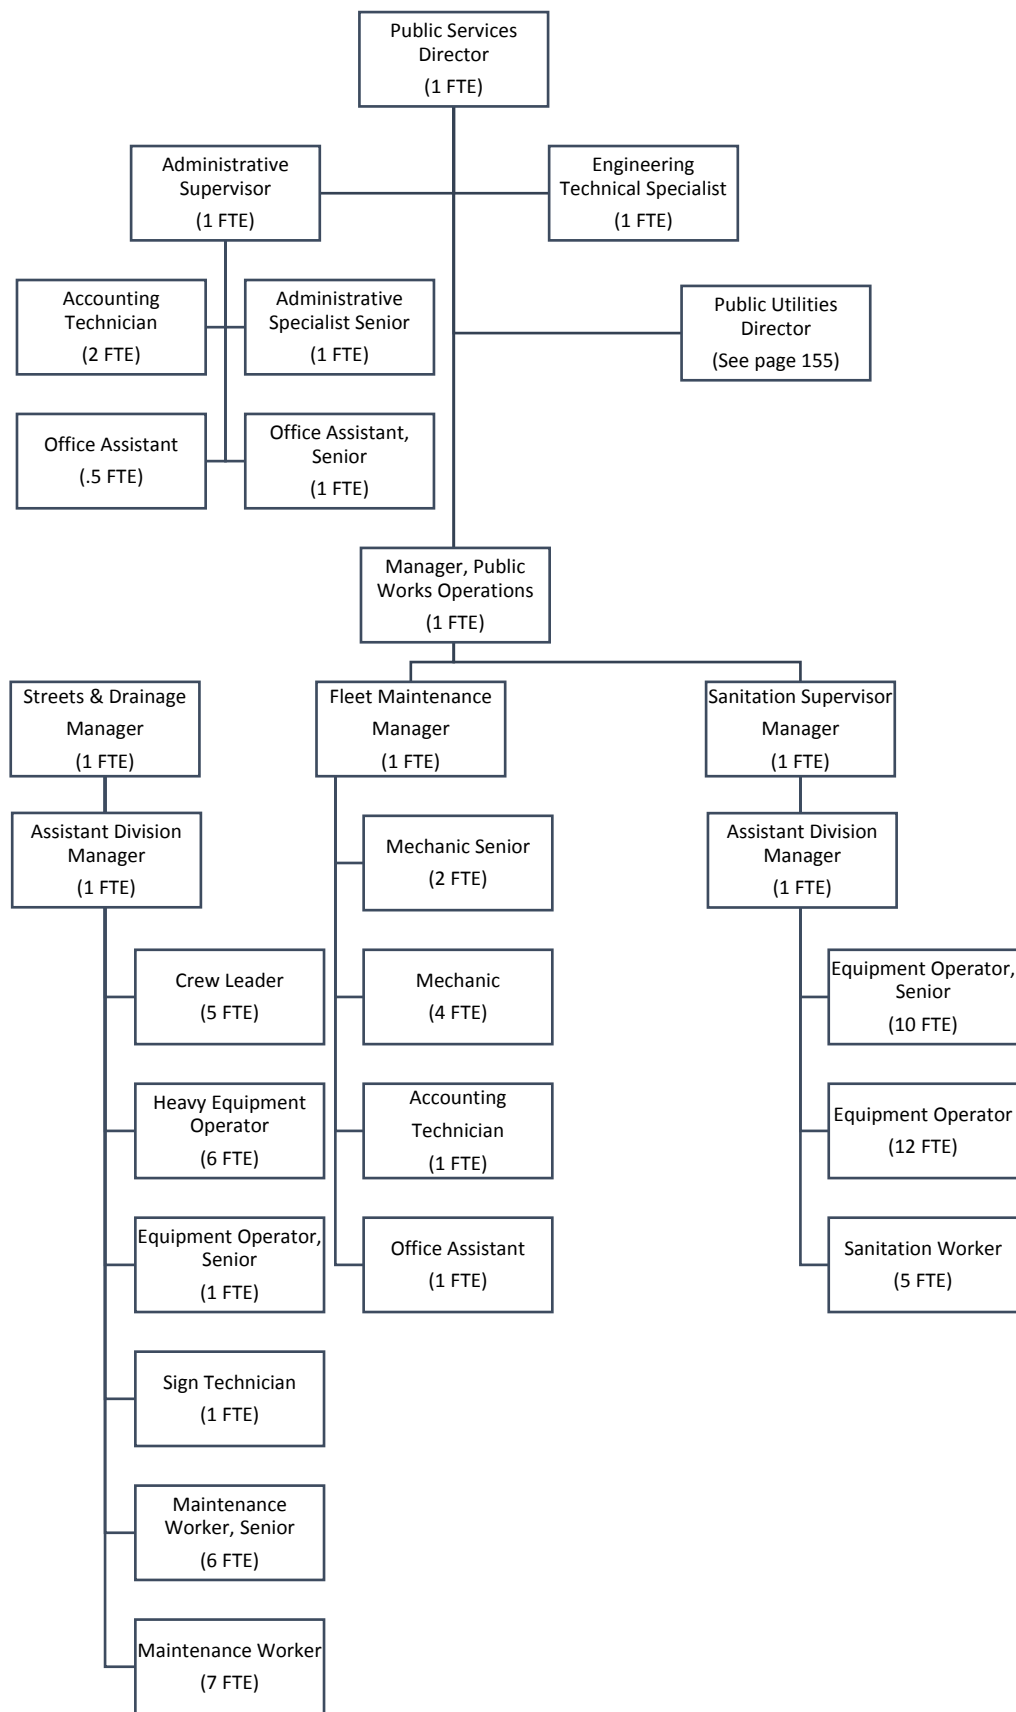 Public Services
Director
(1 FTE)
Administrative
Supervisor
(1 FTE)
Engineering
Technical Specialist
(1 FTE)
Accounting
Technician
(2 FTE)
Administrative
Specialist Senior
(1 FTE)
Public Utilities
Director
(See page 155)
Office Assistant
(.5 FTE)
Office Assistant,
Senior
(1 FTE)
Manager, Public
Works Operations
(1 FTE)
Streets & Drainage
Manager
(1 FTE)
Fleet Maintenance
Manager
(1 FTE)
Sanitation Supervisor
Manager
(1 FTE)
Assistant Division
Manager
(1 FTE)
Mechanic Senior
(2 FTE)
Assistant Division
Manager
(1 FTE)
Crew Leader
(5 FTE)
Mechanic
(4 FTE)
Equipment Operator,
Senior
(10 FTE)
Heavy Equipment
Operator
(6 FTE)
Accounting
Technician
(1 FTE)
Equipment Operator
(12 FTE)
Equipment Operator,
Senior
(1 FTE)
Office Assistant
(1 FTE)
Sanitation Worker
(5 FTE)
Sign Technician
(1 FTE)
Maintenance
Worker, Senior
(6 FTE)
Maintenance Worker
(7 FTE)